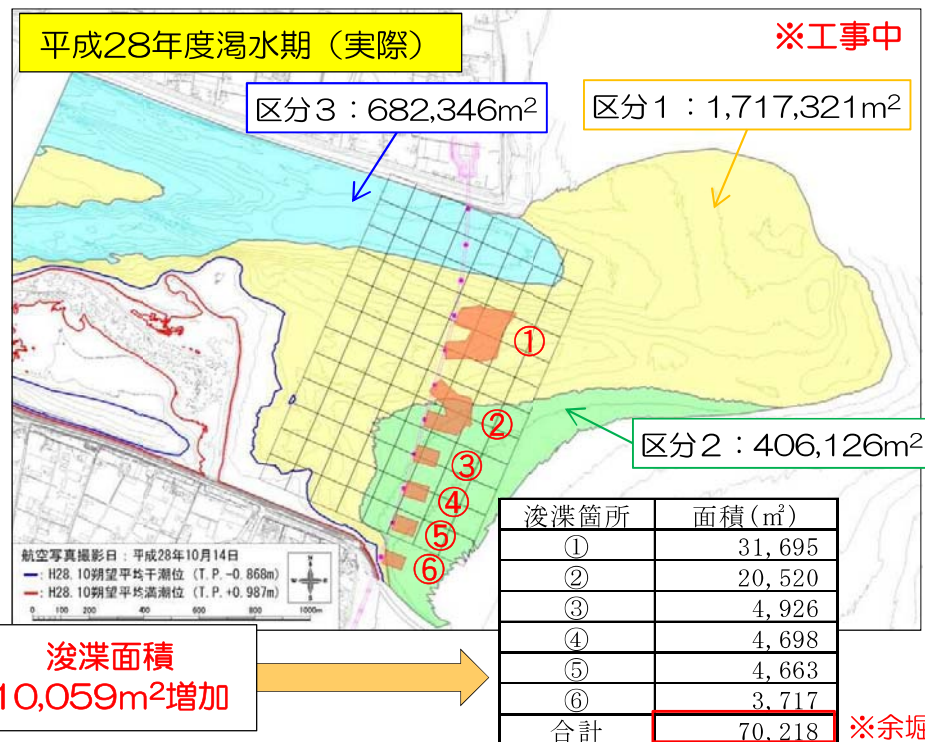 平成28年度渇水期（実際）
※工事中
区分3：682,346m²
区分1：1,717,321m²
①
②
③
④
⑤
⑥
区分2：406,126m²
航空写真撮影日：平成28年10月14日
：H28.10朔望平均干潮位（T.P.-0.868m）
：H28.10朔望平均満潮位（T.P.+0.987m）
0 100 200 400 600 800 1000m
浚渫面積
10,059m²増加
浚渫箇所 面積(㎡)
① 31,695
② 20,520
③ 4,926
④ 4,698
⑤ 4,663
⑥ 3,717
合計 70,218
※余堀